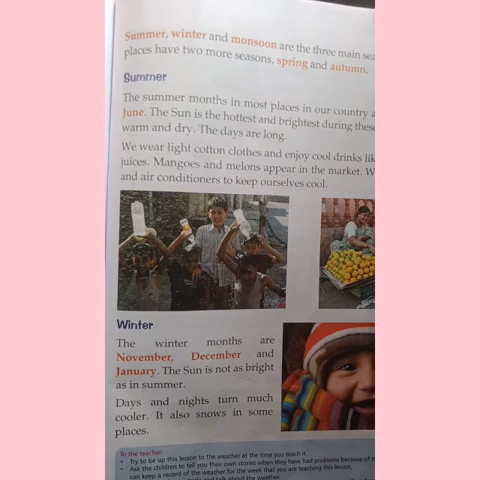 Summer, winter and monsoon are the three main sea
places have two more seasons, spring and autumn.
Summer
The summer months in most places in our country a
June. The Sun is the hottest and brightest during these
warm and dry. The days are long.
We wear light cotton clothes and enjoy cool drinks lik
juices. Mangoes and melons appear in the market. W
and air conditioners to keep ourselves cool.
Winter
The winter months are
November, December and
January. The Sun is not as bright
as in summer.
Days and nights turn much
cooler. It also snows in some
places.
To the teacher:
• Try to tie up this lesson to the weather at the time you teach it.
• Ask the children to tell you their own stories when they have had problems because of
can keep a record of the weather for the week that you are teaching this lesson.
and talk about the weather.